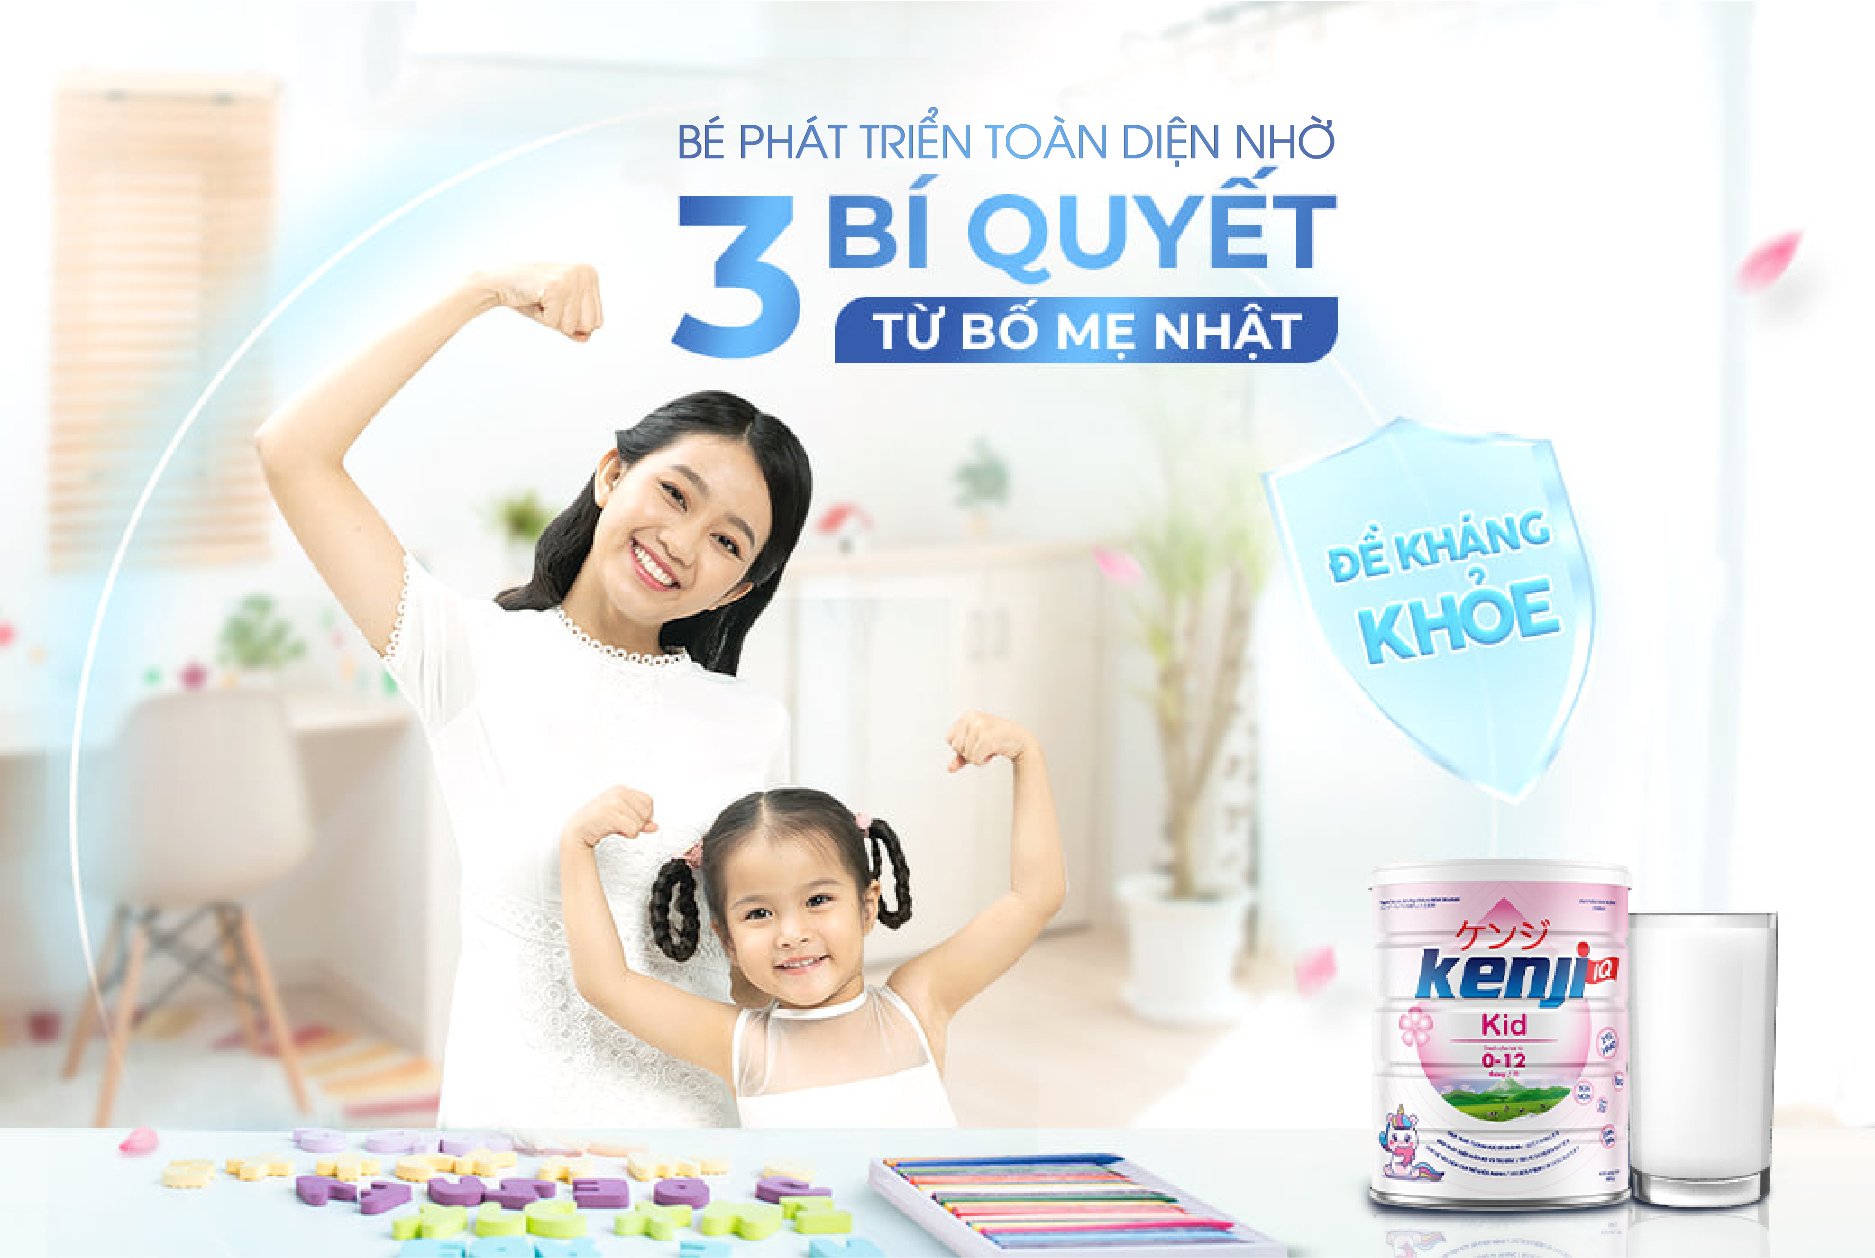 BÉ PHÁT TRIỂN TOÀN DIỆN NHỜ
3 BÍ QUYẾT
TỪ BỐ MẸ NHẬT
ĐỀ KHÁNG
KHỎE
ケンジ
kenji IQ
Kid
0-12